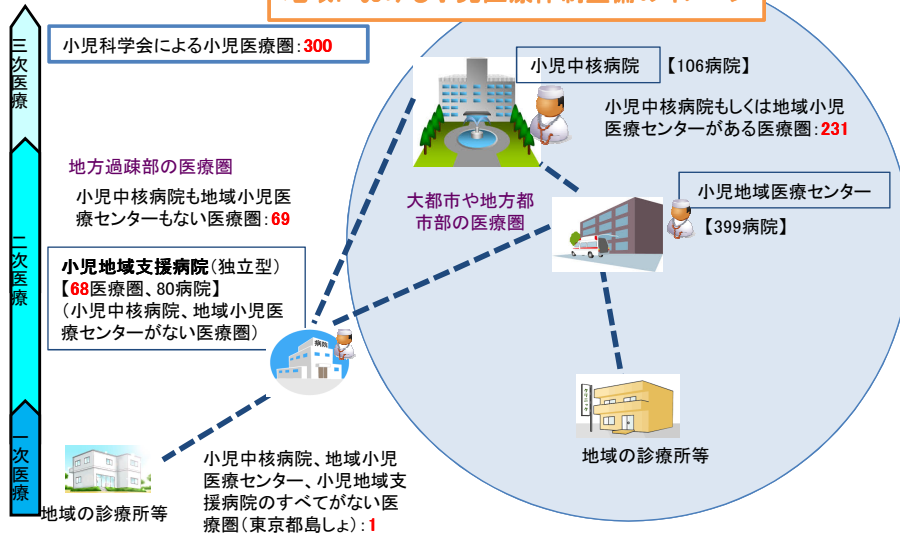 三次医療
小児科学会による小児医療圏：300
小児中核病院
【106病院】
小児中核病院もしくは地域小児
医療センターがある医療圏：231
二次医療
地方過疎部の医療圏
小児中核病院も地域小児医
療センターもない医療圏：69
大都市や地方都
市部の医療圏
小児地域医療センター
【399病院】
小児地域支援病院（独立型）
【68医療圏、80病院】
（小児中核病院、地域小児医
療センターがない医療圏）
病院
クリニック
地域の診療所等
一次医療
地域の診療所等
小児中核病院、地域小児
医療センター、小児地域支
援病院のすべてがない医
療圏（東京都島しょ）：1